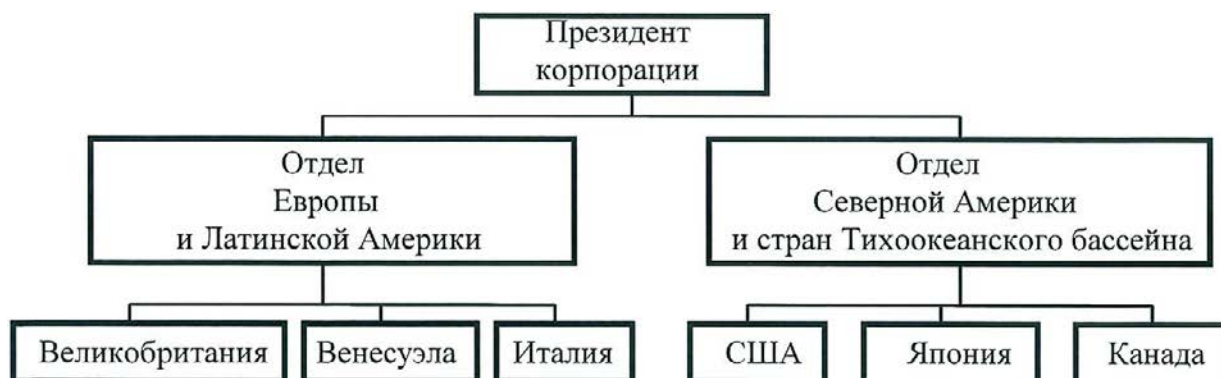 Президент
корпорации
Отдел
Европы
и Латинской Америки
Отдел
Северной Америки
и стран Тихоокеанского бассейна
Великобритания
Венесуэла
Италия
США
Япония
Канада